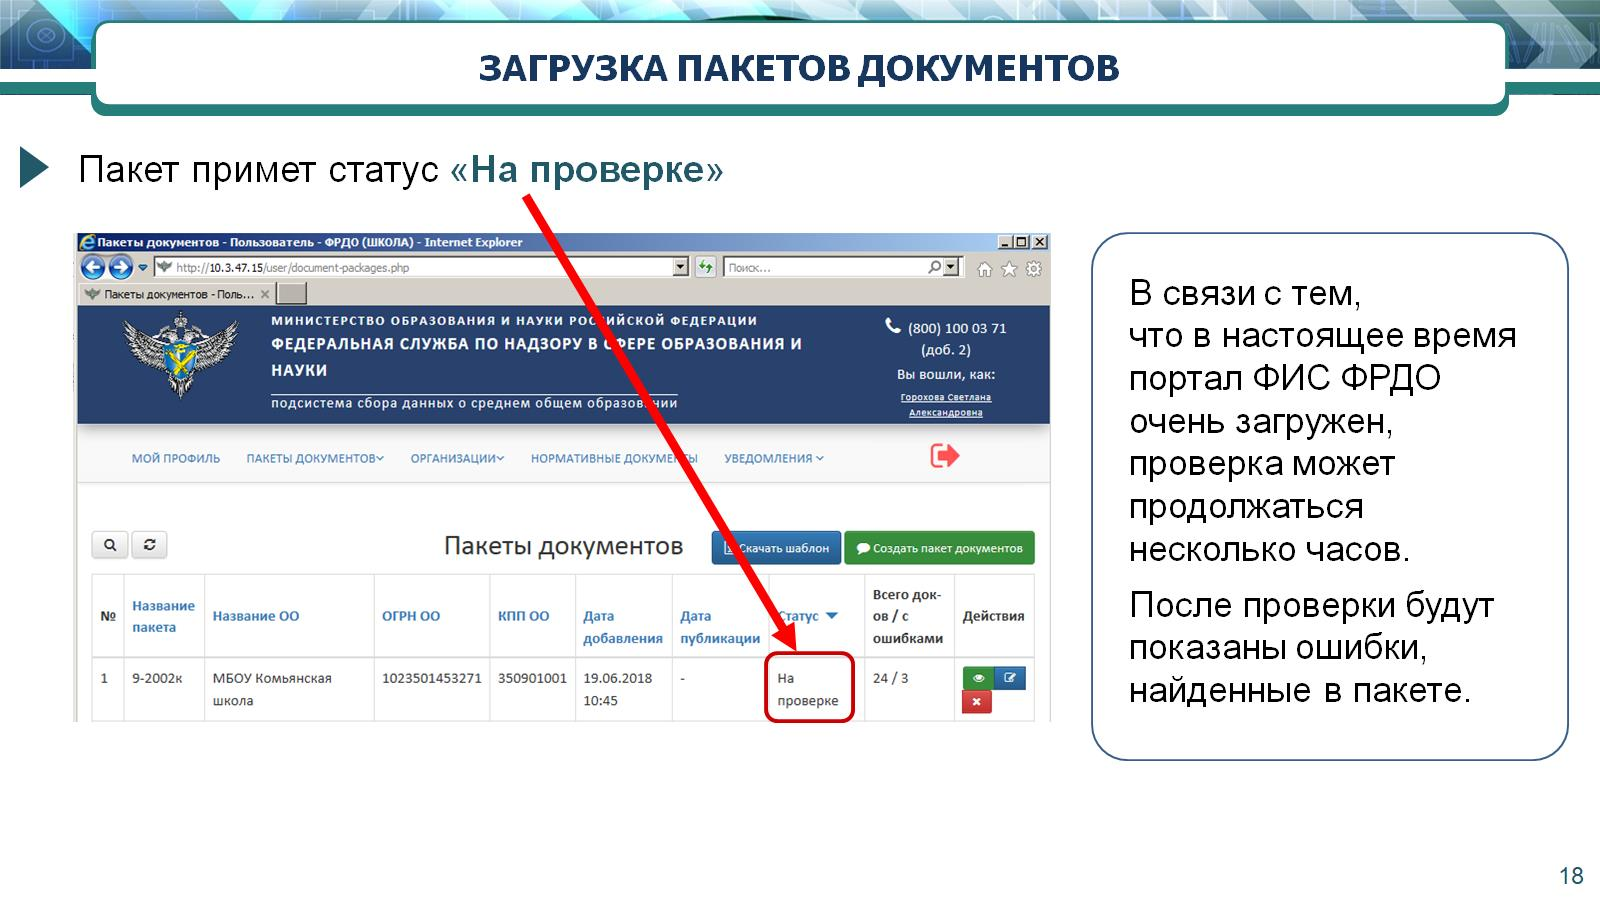 ЗАГРУЗКА ПАКЕТОВ ДОКУМЕНТОВ
Пакет примет статус «На проверке»
Пакеты документов - Пользователь - ФРДО (ШКОЛА) - Internet Explorer
http://10.3.47.15/user/document-packages.php
Поиск...
Пакеты документов - Поль...
МИНИСТЕРСТВО ОБРАЗОВАНИЯ И НАУКИ РОССИЙСКОЙ ФЕДЕРАЦИИ
ФЕДЕРАЛЬНАЯ СЛУЖБА ПО НАДЗОРУ В СФЕРЕ ОБРАЗОВАНИЯ И
НАУКИ
подсистема сбора данных о среднем общем образовании
(800) 100 03 71
(доб. 2)
Вы вошли, как:
Горохова Светлана
Александровна
МОЙ ПРОФИЛЬ ПАКЕТЫ ДОКУМЕНТОВ ОРГАНИЗАЦИИ НОРМАТИВНЫЕ ДОКУМЕНТЫ УВЕДОМЛЕНИЯ
Пакеты документов
Скачать шаблон
Создать пакет документов
№ Название пакета Название ОО ОГРН ОО КПП ОО Дата добавления Дата публикации Статус Всего док-ов / с ошибками Действия
1 9-2002к МБОУ Комьянская школа 1023501453271 350901001 19.06.2018 10:45 - На проверке 24 / 3
В связи с тем,
что в настоящее время
портал ФИС ФРДО
очень загружен,
проверка может
продолжаться
несколько часов.
После проверки будут
показаны ошибки,
найденные в пакете.
18